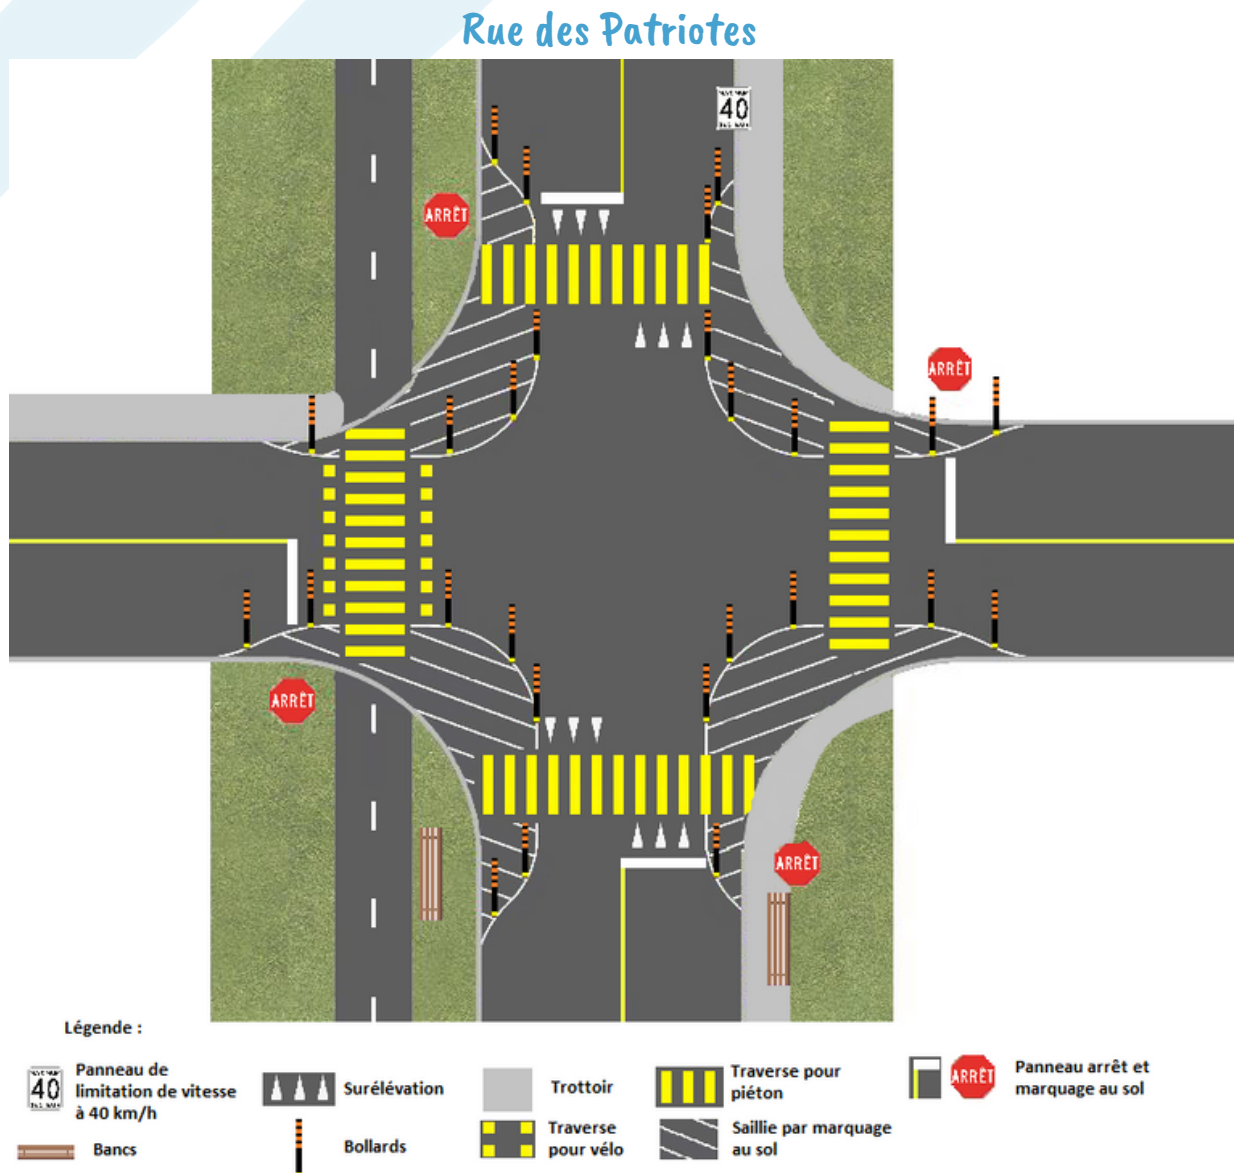 Rue des Patriotes
40
ARRÊT
ARRÊT
ARRÊT
ARRÊT
Légende :
40
Panneau de
limitation de vitesse
à 40 km/h
Surélévation
Trottoir
Traverse pour
piéton
ARRÊT
Panneau arrêt et
marquage au sol
Bancs
Bollards
Traverse
pour vélo
Saillie par marquage
au sol